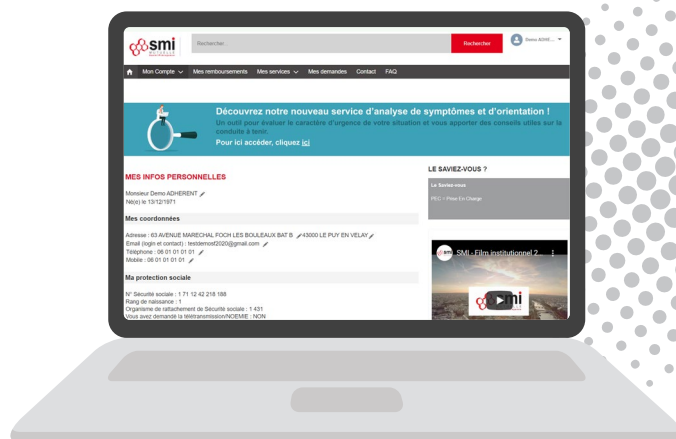 smi
Rechercher...
Rechercher
Demo ADHE...
Mon Compte
Mes remboursements
Mes services
Mes demandes
Contact
FAQ
Découvrez notre nouveau service d'analyse de symptômes et d'orientation !
Un outil pour évaluer le caractère d'urgence de votre situation et vous apporter des conseils utiles sur la
conduite à tenir.
Pour ici accéder, cliquez ici
MES INFOS PERSONNELLES
Monsieur Demo ADHERENT
Né(e) le 13/12/1971
Mes coordonnées
Adresse : 63 AVENUE MARECHAL FOCH LES BOULEAUX BAT B 43000 LE PUY EN VELAY
Email (login et contact) : testdemosf2020@gmail.com
Téléphone : 06 01 01 01 01
Mobile : 06 01 01 01 01
Ma protection sociale
N° Sécurité sociale : 1 71 12 42 218 188
Rang de naissance : 1
Organisme de rattachement de Sécurité sociale : 1 431
Vous avez demandé la télétransmission/NOEMIE : NON
LE SAVIEZ-VOUS ?
Le Saviez-vous
PEC = Prise En Charge
smi
SMI - Film institutionnel 2...
smi